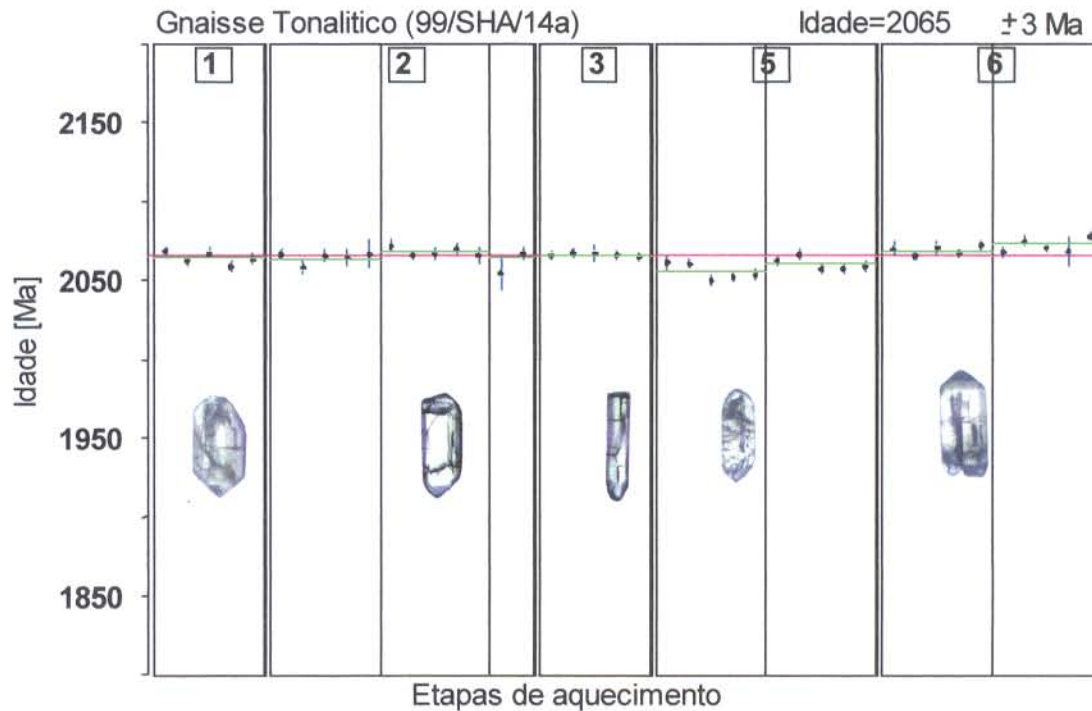 Gnaisse Tonalitico (99/SHA/14a) Idade=2065 ± 3 Ma
1 2 3 5 6
2150
2050
1950
1850
Idade [Ma]
Etapas de aquecimento